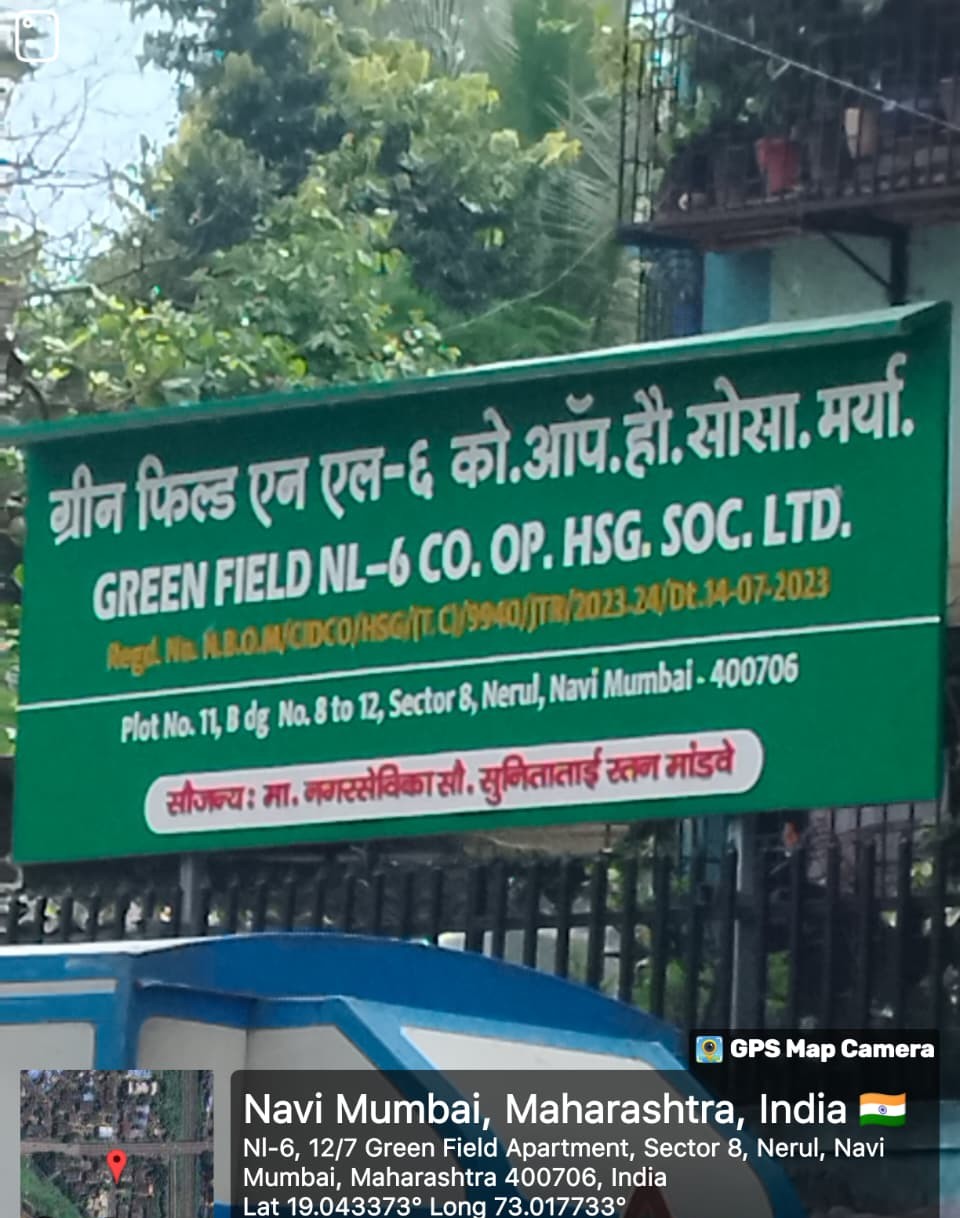 ग्रीन फिल्ड एन एल-६ को.ऑप.हौ.सोसा.मर्या.
GREEN FIELD NL-6 CO. OP. HSG. SOC. LTD.
Regd. No. N.B.O.M/CIDCO/HSG/(T.C)/9940/JTR/2023-24/Dt.14-07-2023
Plot No. 11, B dg No. 8 to 12, Sector 8, Nerul, Navi Mumbai - 400706
सौजन्य : मा. नगरसेविका सौ. सुनिताताई रतन मांडवे
GPS Map Camera
Navi Mumbai, Maharashtra, India
Nl-6, 12/7 Green Field Apartment, Sector 8, Nerul, Navi
Mumbai, Maharashtra 400706, India
Lat 19.043373° Long 73.017733°